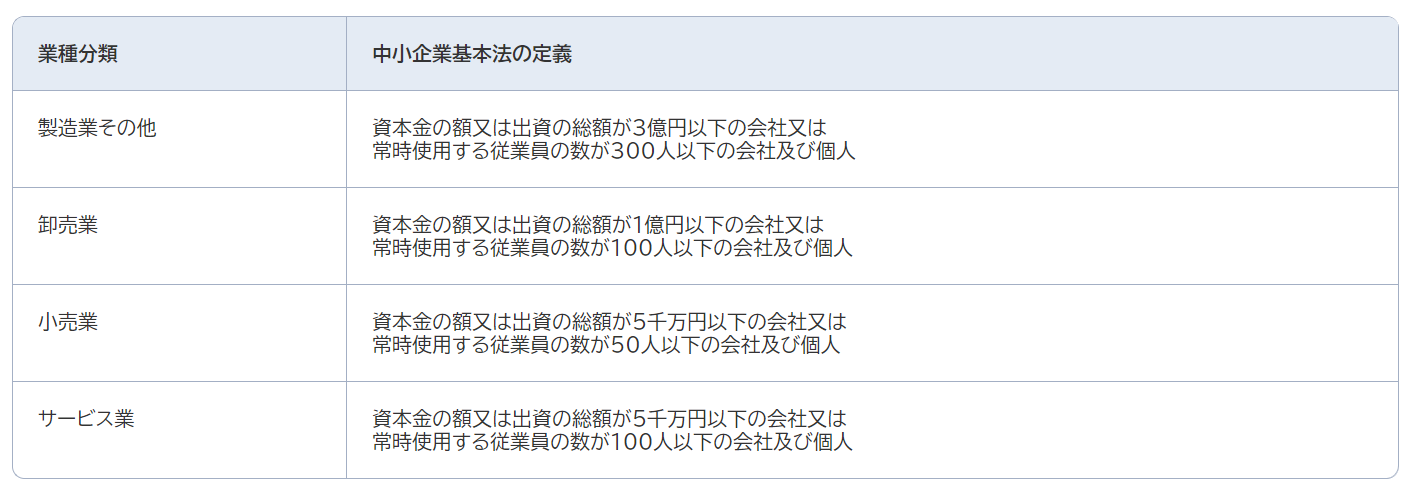 業種分類
中小企業基本法の定義
製造業その他
資本金の額又は出資の総額が3億円以下の会社又は
常時使用する従業員の数が300人以下の会社及び個人
卸売業
資本金の額又は出資の総額が1億円以下の会社又は
常時使用する従業員の数が100人以下の会社及び個人
小売業
資本金の額又は出資の総額が5千万円以下の会社又は
常時使用する従業員の数が50人以下の会社及び個人
サービス業
資本金の額又は出資の総額が5千万円以下の会社又は
常時使用する従業員の数が100人以下の会社及び個人